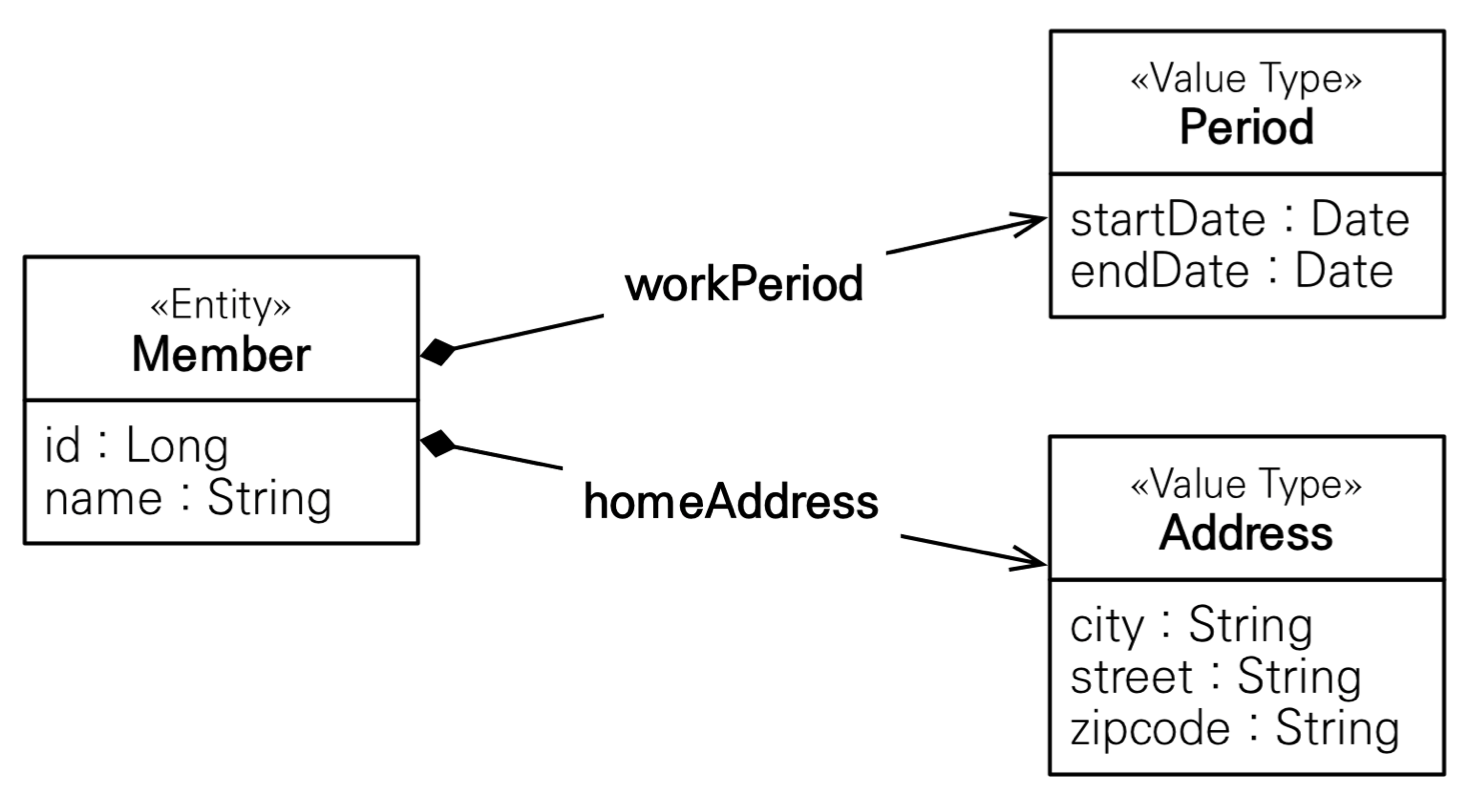 «Entity»
Member
id : Long
name : String
workPeriod
homeAddress
«Value Type»
Period
startDate : Date
endDate : Date
«Value Type»
Address
city : String
street : String
zipcode : String